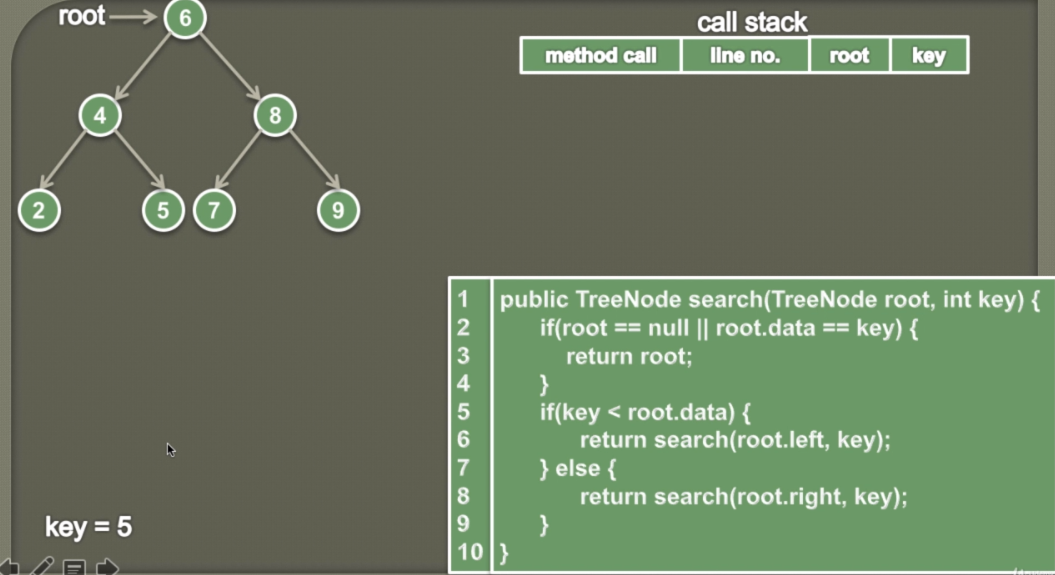 root
6
call stack
method call line no. root key
4
8
2
5
7
9
1 public TreeNode search(TreeNode root, int key) {
2 if(root == null || root.data == key) {
3 return root;
4 }
5 if(key < root.data) {
6 return search(root.left, key);
7 } else {
8 return search(root.right, key);
9 }
10 }
key = 5